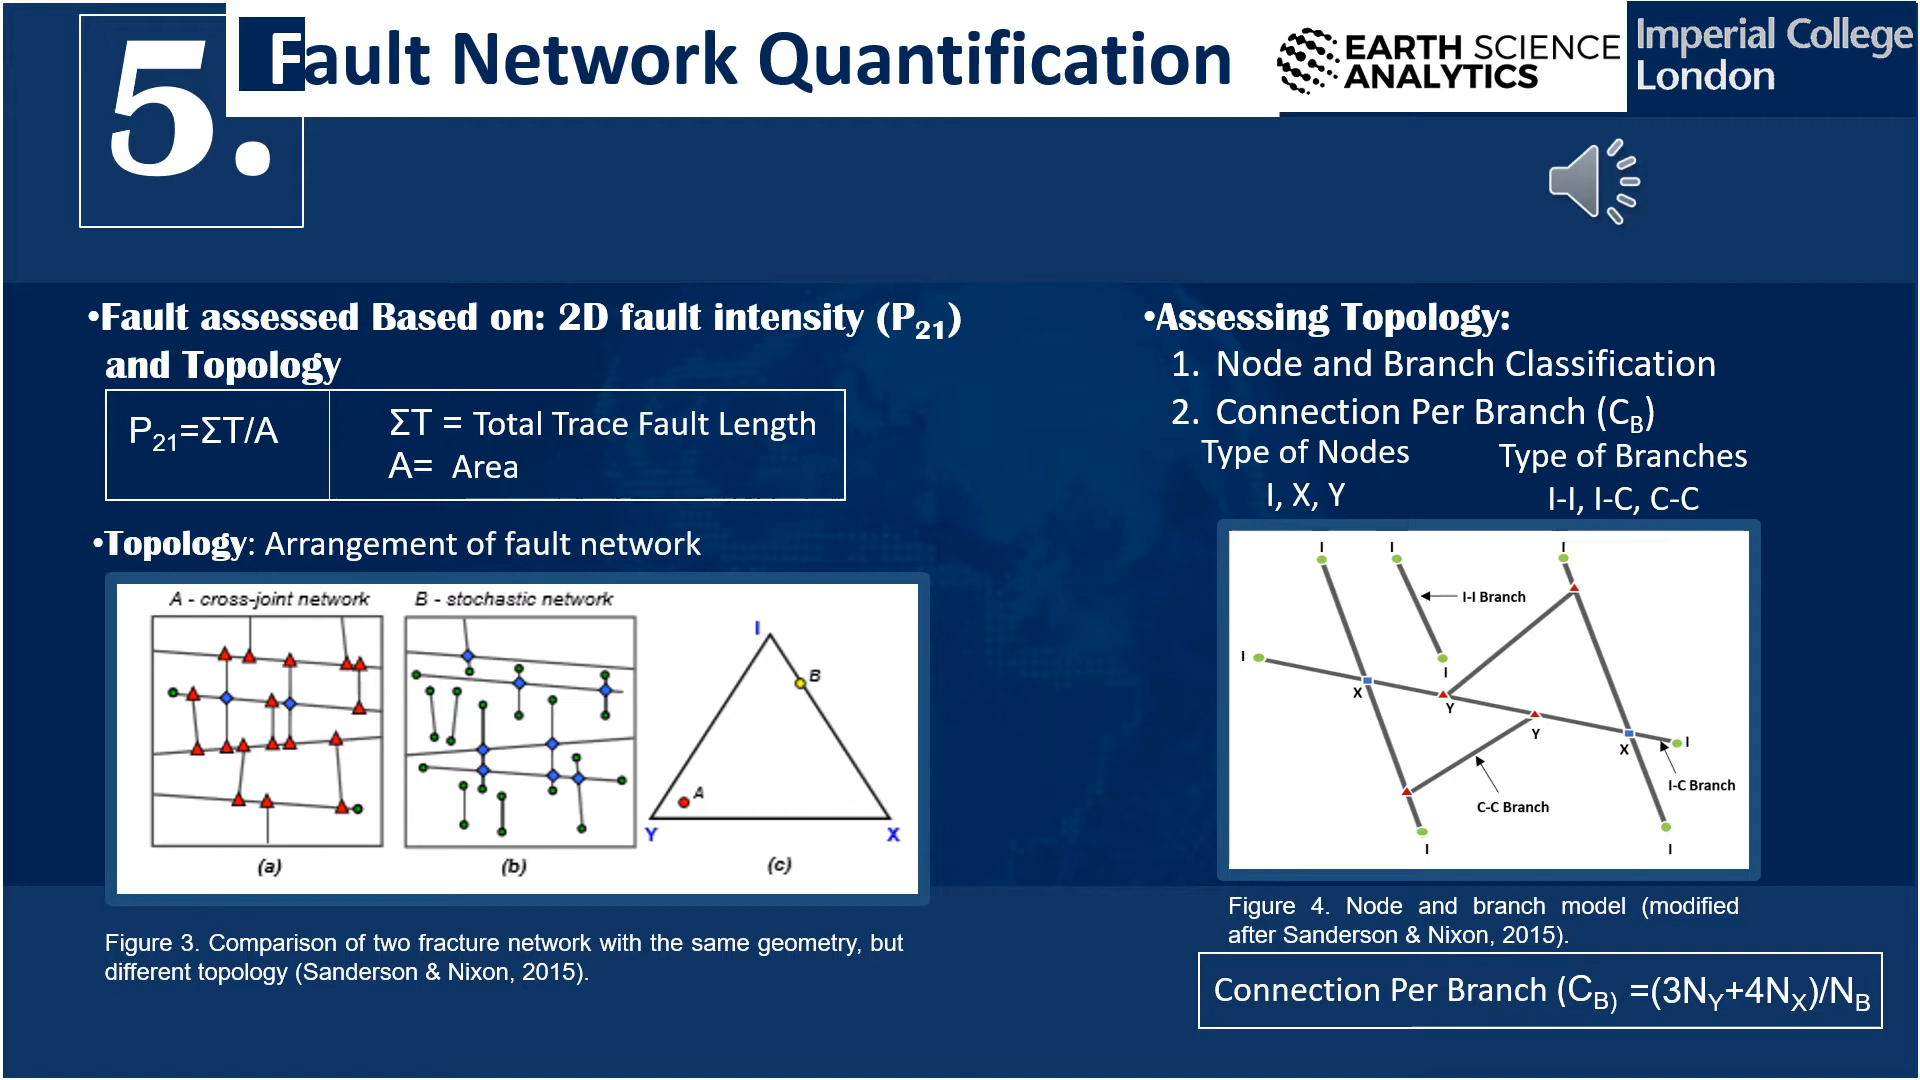 5.
Fault Network Quantification
EARTH SCIENCE
ANALYTICS
Imperial College
London
•Fault assessed Based on: 2D fault intensity (P21)
and Topology
P21=ΣT/A
ΣT = Total Trace Fault Length
A= Area
•Topology: Arrangement of fault network
A - cross-joint network
B - stochastic network
I
B
A
Y
X
(a)
(b)
(c)
Figure 3. Comparison of two fracture network with the same geometry, but
different topology (Sanderson & Nixon, 2015).
•Assessing Topology:
1. Node and Branch Classification
2. Connection Per Branch (CB)
Type of Nodes
I, X, Y
Type of Branches
I-I, I-C, C-C
I
I
I
I-I Branch
I
I
X
Y
Y
X
I
I-C Branch
C-C Branch
I
I
Figure 4. Node and branch model (modified
after Sanderson & Nixon, 2015).
Connection Per Branch (CB) =(3NY+4NX)/NB